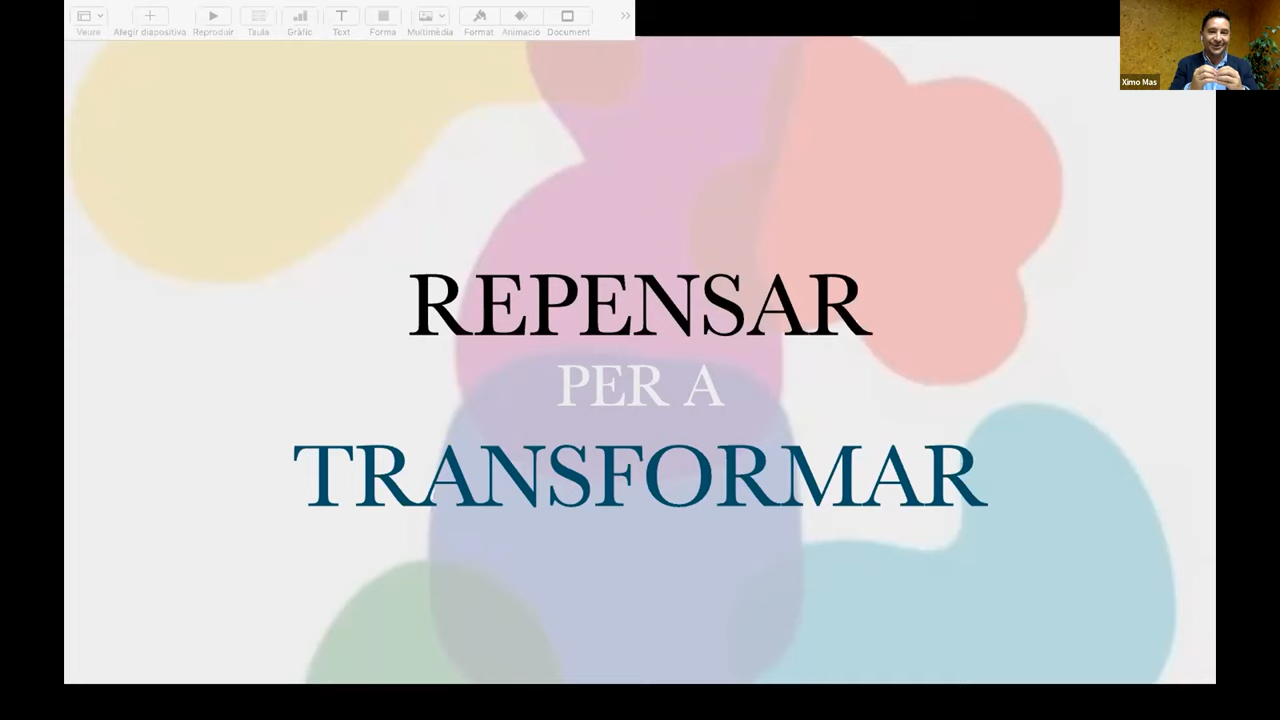 Veure
Afegir diapositiva
Reproduir
Taula
Gràfic
Text
Forma
Multimèdia
Format
Animació
Document
Ximo Mas
REPENSAR
PER A
TRANSFORMAR